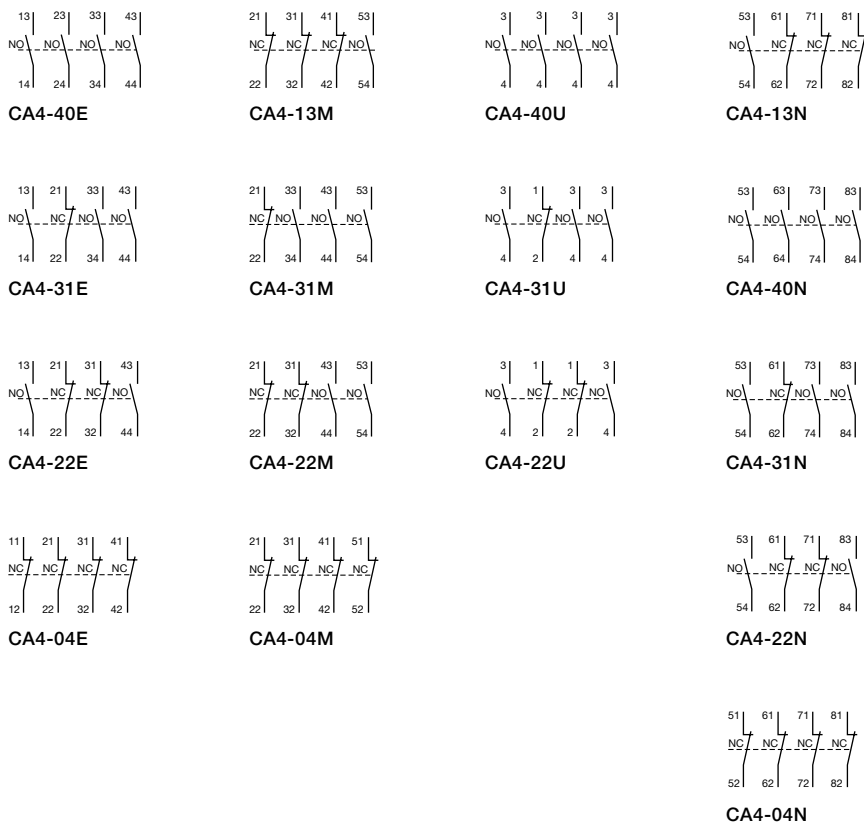 13 23 33 43
NO NO NO NO
14 24 34 44
CA4-40E
21 31 41 53
NC NC NC NO
22 32 42 54
CA4-13M
3 3 3 3
NO NO NO NO
4 4 4 4
CA4-40U
53 61 71 81
NO NC NC NC
54 62 72 82
CA4-13N
13 21 33 43
NO NC NO NO
14 22 34 44
CA4-31E
21 33 43 53
NC NO NO NO
22 34 44 54
CA4-31M
3 1 3 3
NO NC NO NO
4 2 4 4
CA4-31U
53 63 73 83
NO NO NO NO
54 64 74 84
CA4-40N
13 21 31 43
NO NC NC NO
14 22 32 44
CA4-22E
21 31 43 53
NC NC NO NO
22 32 44 54
CA4-22M
3 1 1 3
NO NC NC NO
4 2 2 4
CA4-22U
53 61 73 83
NO NC NO NO
54 62 74 84
CA4-31N
11 21 31 41
NC NC NC NC
12 22 32 42
CA4-04E
21 31 41 51
NC NC NC NC
22 32 42 52
CA4-04M
53 61 71 83
NO NC NC NO
54 62 72 84
CA4-22N
51 61 71 81
NC NC NC NC
52 62 72 82
CA4-04N